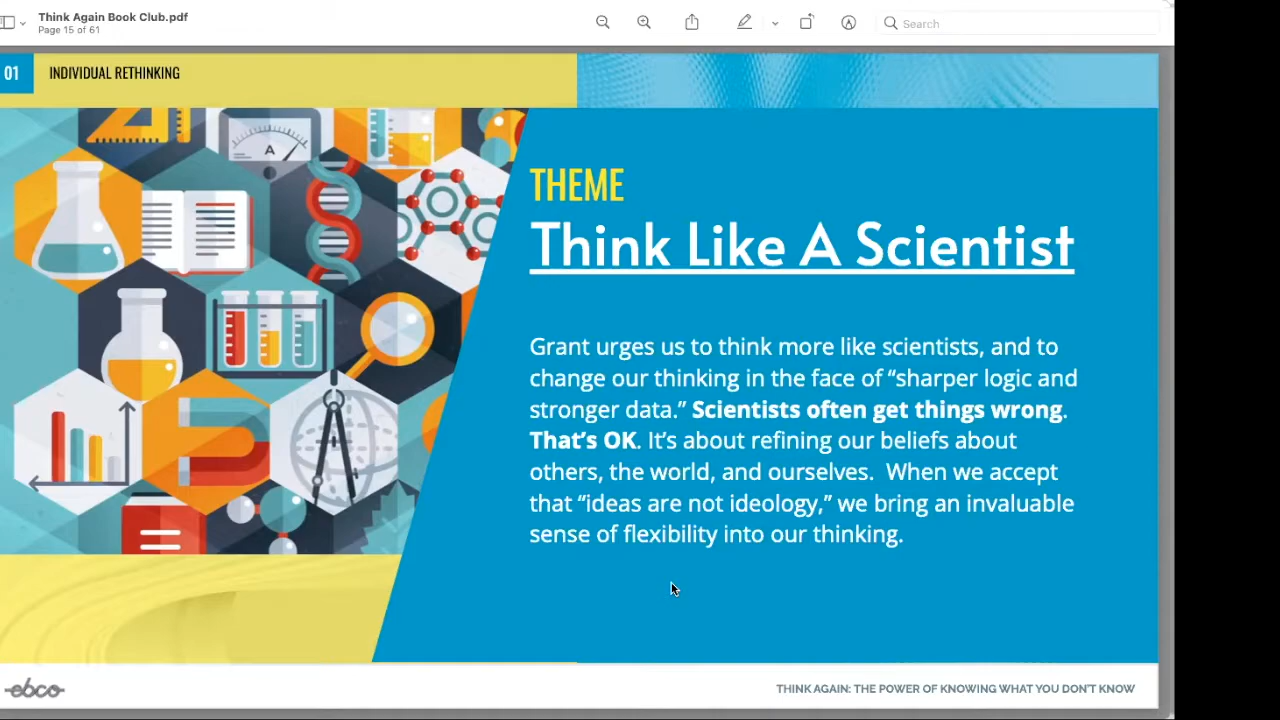 Think Again Book Club.pdf
Page 15 of 61
Search
01 INDIVIDUAL RETHINKING
A
THEME
Think Like A Scientist
Grant urges us to think more like scientists, and to
change our thinking in the face of “sharper logic and
stronger data.” Scientists often get things wrong.
That’s OK. It’s about refining our beliefs about
others, the world, and ourselves.  When we accept
that “ideas are not ideology,” we bring an invaluable
sense of flexibility into our thinking.
ebco
THINK AGAIN: THE POWER OF KNOWING WHAT YOU DON'T KNOW